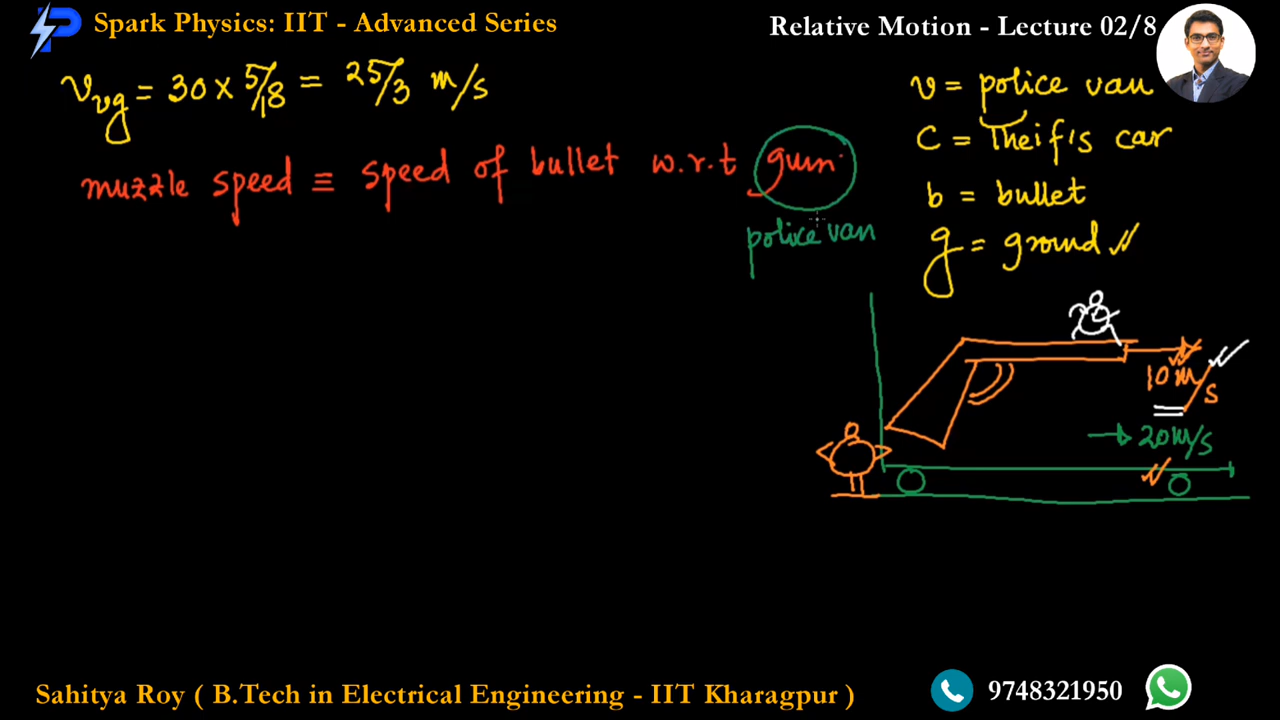 Spark Physics: IIT - Advanced Series
Relative Motion - Lecture 02/8
v_vg = 30 × 5/18 = 25/3 m/s
muzzle speed ≡ speed of bullet w.r.t gun
police van
v = police van
C = Theif's car
b = bullet
g = ground
10 m/s
20 m/s
Sahitya Roy ( B.Tech in Electrical Engineering - IIT Kharagpur )
9748321950